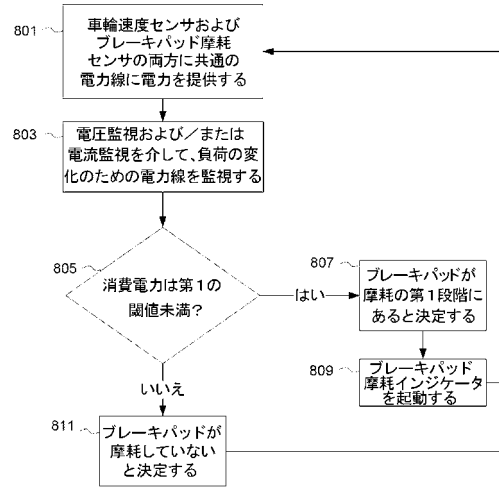 801
車輪速度センサおよび
ブレーキパッド摩耗
センサの両方に共通の
電力線に電力を提供する
803
電圧監視および/または
電流監視を介して、負荷の変
化のための電力線を監視する
805
消費電力は第1の
閾値未満?
はい
807
ブレーキパッドが
摩耗の第1段階に
あると決定する
809
ブレーキパッド
摩耗インジケータ
を起動する
いいえ
811
ブレーキパッドが
摩耗していない
と決定する